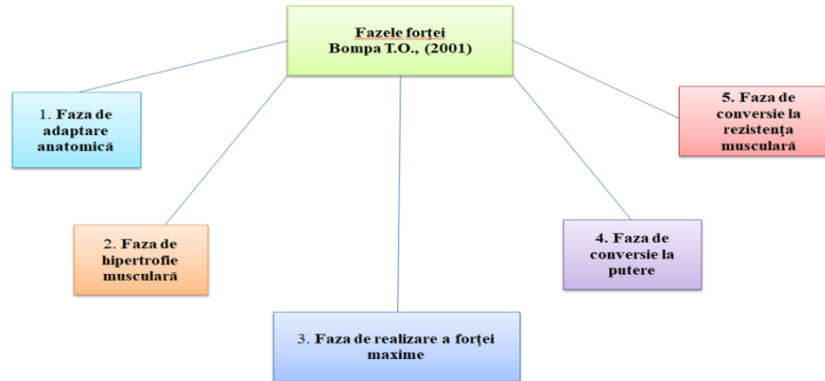 Fazele forței
Bompa T.O., (2001)
1. Faza de
adaptare
anatomică
2. Faza de
hipertrofie
musculară
3. Faza de realizare a forţei
maxime
4. Faza de
conversie la
putere
5. Faza de
conversie la
rezistența
musculară